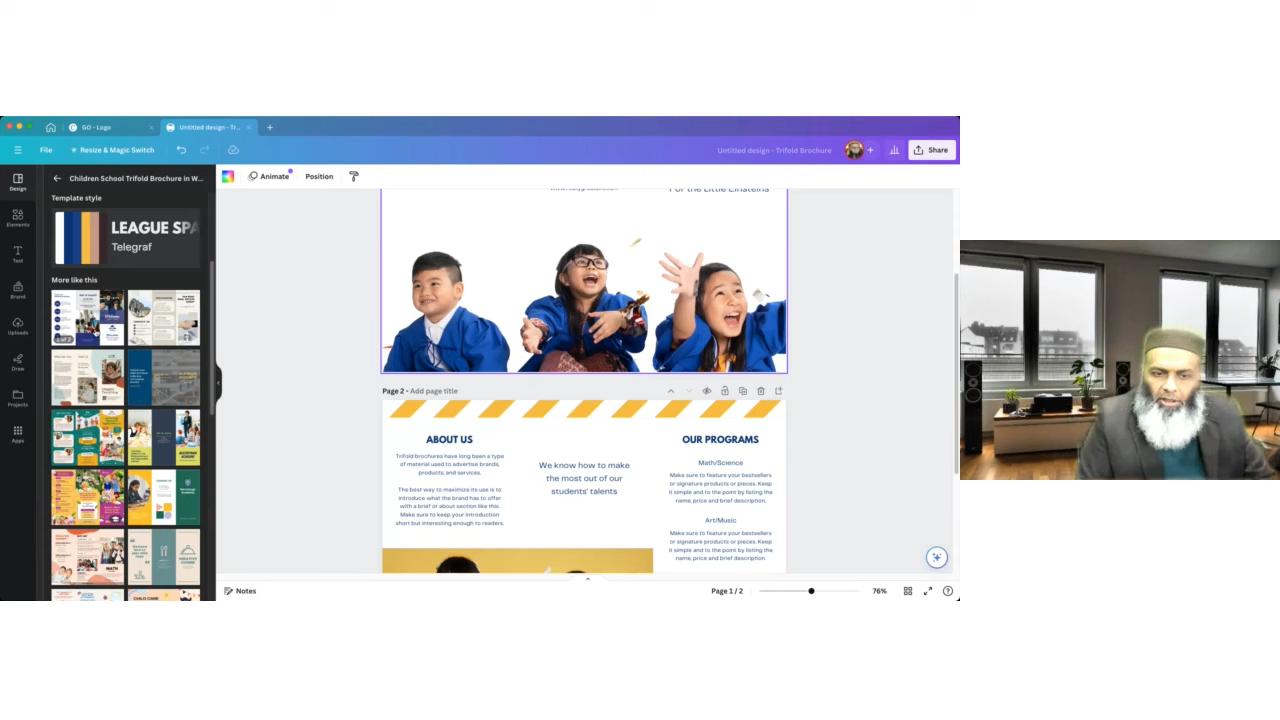 GO - Logo
Untitled design - Tr...
File
Resize & Magic Switch
Untitled design - Trifold Brochure
Share
Design
Elements
Text
Brand
Uploads
Draw
Projects
Apps
Children School Trifold Brochure in W...
Template style
LEAGUE SPA
Telegraf
More like this
1 of 2
Animate
Position
For the Little Einsteins
Page 2 - Add page title
ABOUT US
Trifold brochures have long been a type
of material used to advertise brands,
products, and services.
The best way to maximize its use is to
introduce what the brand has to offer
with a brief or about section like this.
Make sure to keep your introduction
short but interesting enough to readers.
We know how to make
the most out of our
students' talents
OUR PROGRAMS
Math/Science
Make sure to feature your bestsellers
or signature products or pieces. Keep
it simple and to the point by listing the
name, price and brief description.
Art/Music
Make sure to feature your bestsellers
or signature products or pieces. Keep
it simple and to the point by listing the
name, price and brief description.
Notes
Page 1 / 2
76%